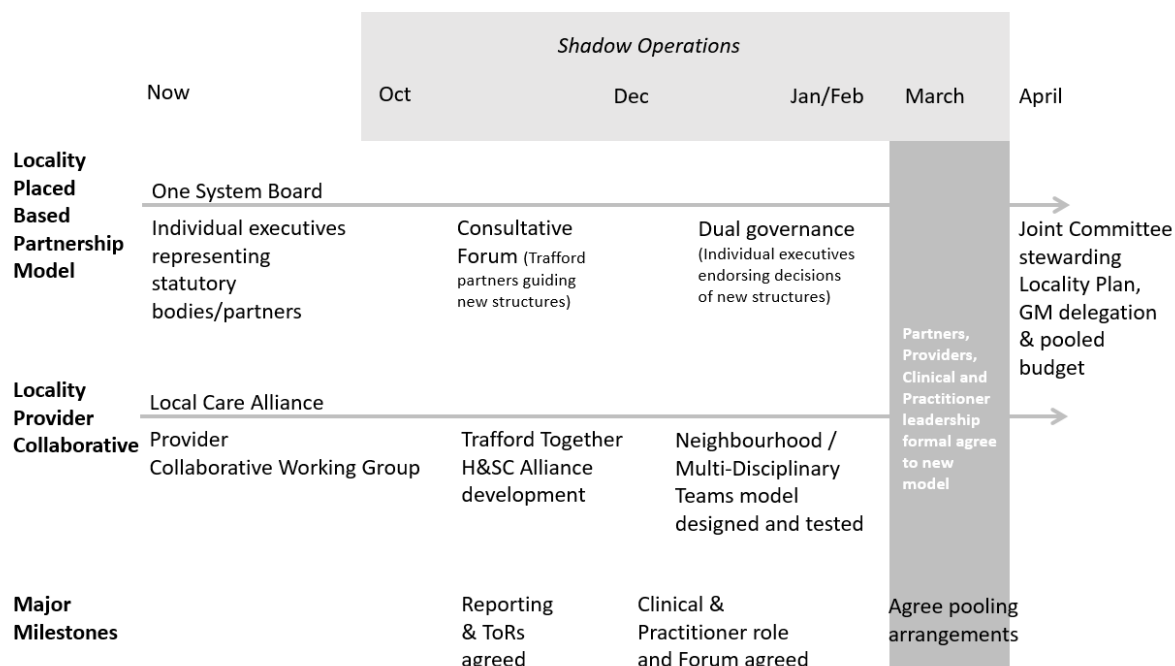 Shadow Operations
Now
Oct
Dec
Jan/Feb
March
April
Locality
Placed
Based
Partnership
Model
One System Board
Individual executives
representing
statutory
bodies/partners
Consultative
Forum (Trafford
partners guiding
new structures)
Dual governance
(Individual executives
endorsing decisions
of new structures)
Joint Committee
stewarding
Locality Plan,
GM delegation
& pooled
budget
Partners,
Providers,
Clinical and
Practitioner
leadership
formal agree
to new
model
Locality
Provider
Collaborative
Local Care Alliance
Provider
Collaborative Working Group
Trafford Together
H&SC Alliance
development
Neighbourhood /
Multi-Disciplinary
Teams model
designed and tested
Major
Milestones
Reporting
& ToRs
agreed
Clinical &
Practitioner role
and Forum agreed
Agree pooling
arrangements